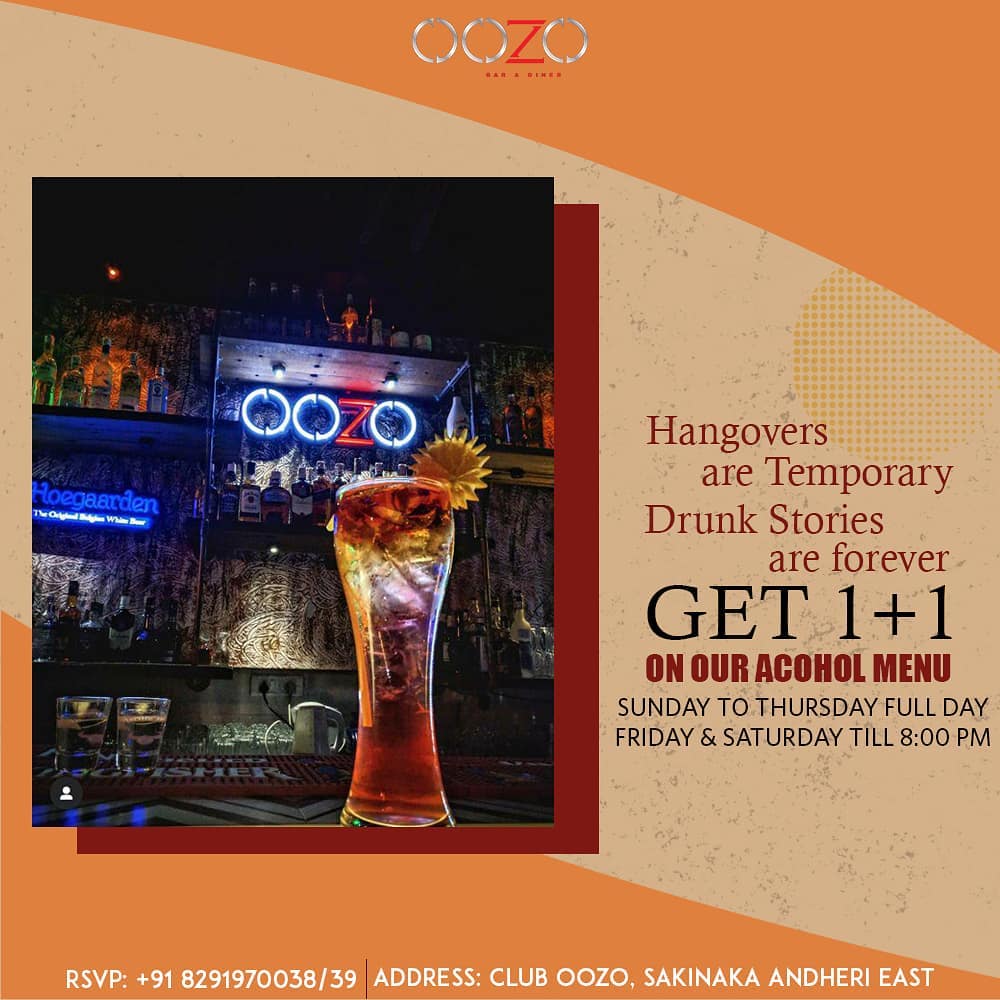 OOZO
BAR & DINER
OOZO
Hoegaarden
The Original Belgian White Beer
Hangovers
are Temporary
Drunk Stories
are forever
GET 1+1
ON OUR ACOHOL MENU
SUNDAY TO THURSDAY FULL DAY
FRIDAY & SATURDAY TILL 8:00 PM
RSVP: +91 8291970038/39
ADDRESS: CLUB OOZO, SAKINAKA ANDHERI EAST